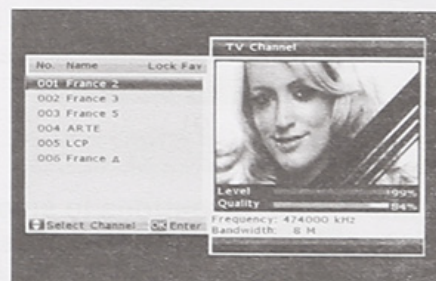 No. Name Lock Fav
001 France 2
002 France 3
003 France 5
004 ARTE
005 LCP
006 France Д
Select Channel OK Enter
TV Channel
Level 99%
Quality 84%
Frequency: 474000 kHz
Bandwidth: 8 M